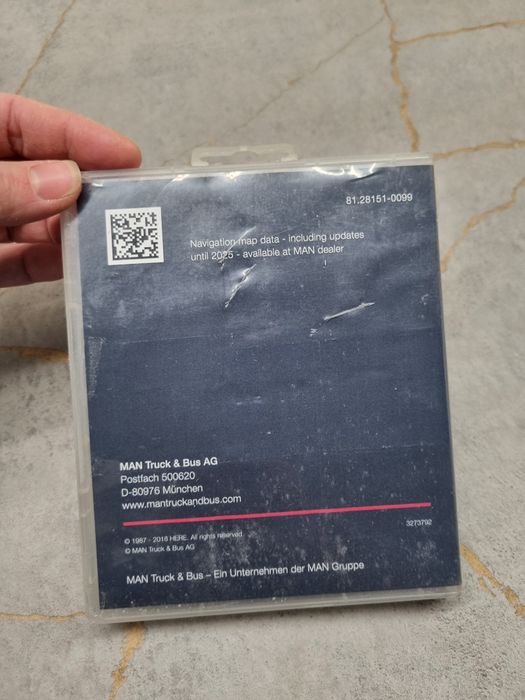 81.28151-0099
Navigation map data - including updates
until 2025 - available at MAN dealer
MAN Truck & Bus AG
Postfach 500620
D-80976 München
www.mantruckandbus.com
3273792
© 1987 - 2016 HERE. All rights reserved.
© MAN Truck & Bus AG
MAN Truck & Bus – Ein Unternehmen der MAN Gruppe